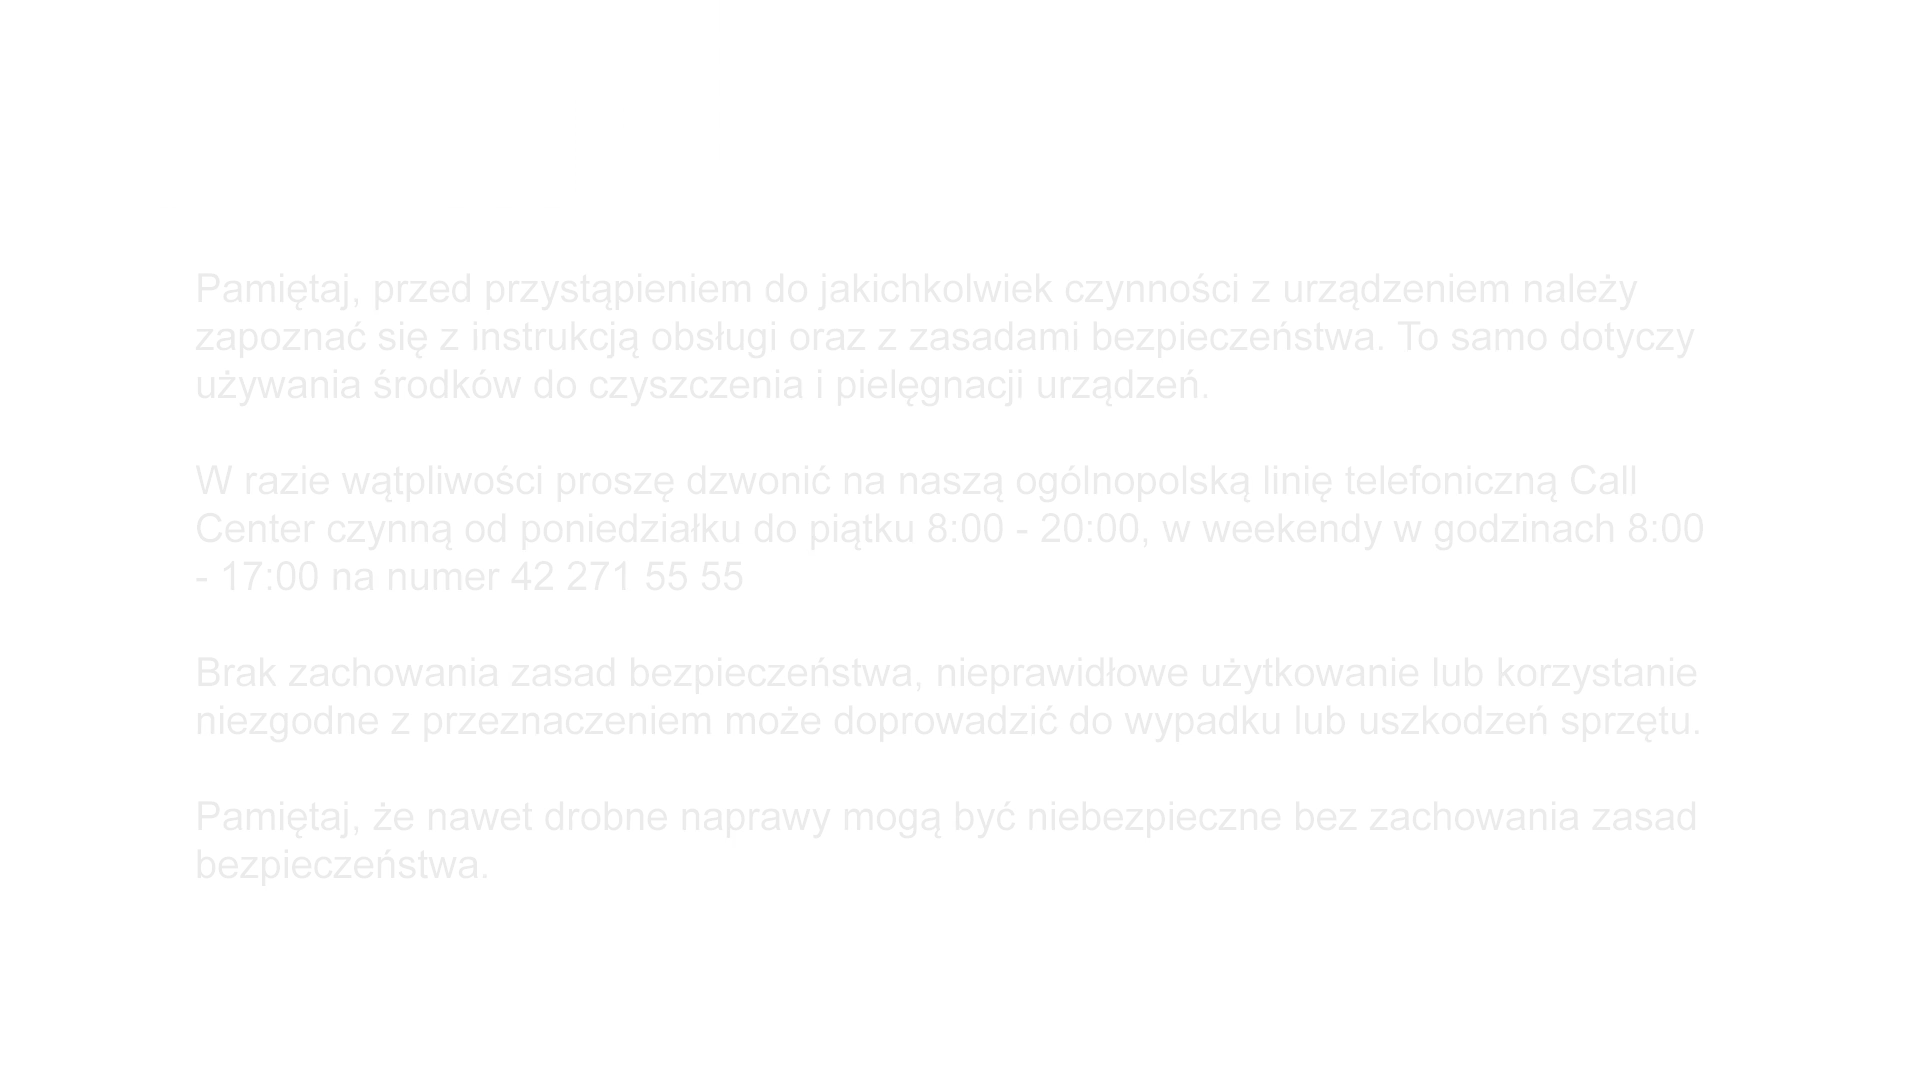 Pamiętaj, przed przystąpieniem do jakichkolwiek czynności z urządzeniem należy
zapoznać się z instrukcją obsługi oraz z zasadami bezpieczeństwa. To samo dotyczy
używania środków do czyszczenia i pielęgnacji urządzeń.
W razie wątpliwości proszę dzwonić na naszą ogólnopolską linię telefoniczną Call
Center czynną od poniedziałku do piątku 8:00 - 20:00, w weekendy w godzinach 8:00
- 17:00 na numer 42 271 55 55
Brak zachowania zasad bezpieczeństwa, nieprawidłowe użytkowanie lub korzystanie
niezgodne z przeznaczeniem może doprowadzić do wypadku lub uszkodzeń sprzętu.
Pamiętaj, że nawet drobne naprawy mogą być niebezpieczne bez zachowania zasad
bezpieczeństwa.